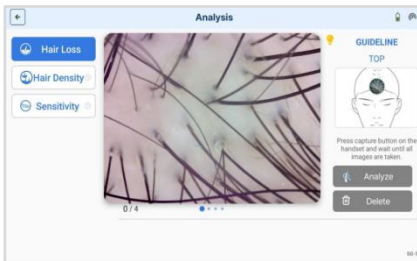 Analysis
Hair Loss
Hair Density
Sensitivity
0 / 4
GUIDELINE
TOP
Press capture button on the
handset and wait until all
images are taken.
Analyze
Delete